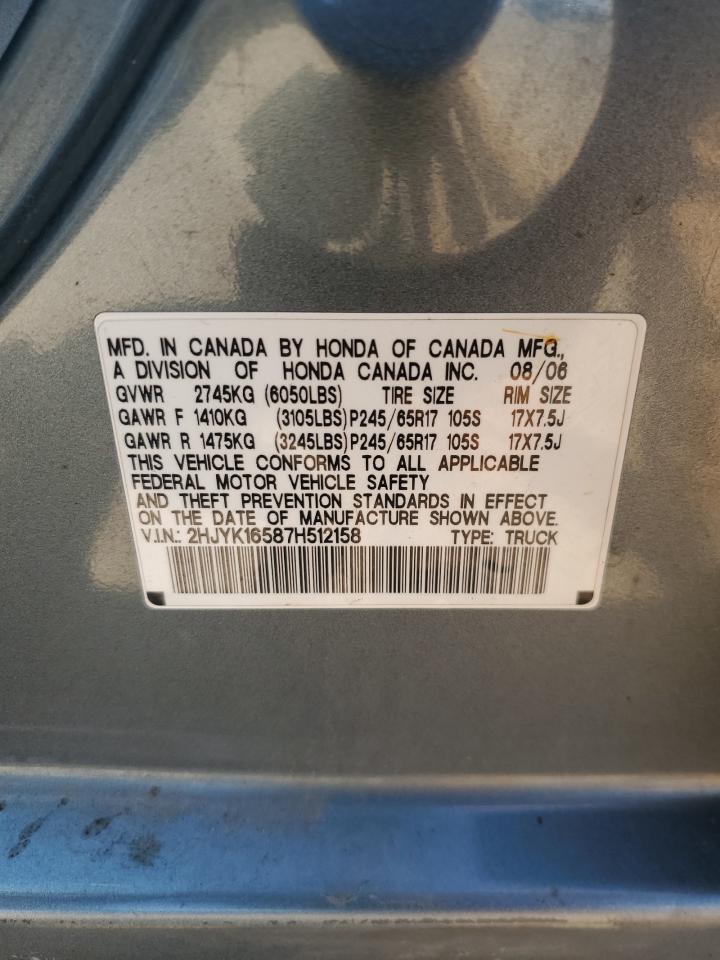 MFD. IN CANADA BY HONDA OF CANADA MFG.,
A DIVISION OF HONDA CANADA INC. 08/06
GVWR 2745KG (6050LBS) TIRE SIZE RIM SIZE
GAWR F 1410KG (3105LBS) P245/65R17 105S 17X7.5J
GAWR R 1475KG (3245LBS) P245/65R17 105S 17X7.5J
THIS VEHICLE CONFORMS TO ALL APPLICABLE
FEDERAL MOTOR VEHICLE SAFETY
AND THEFT PREVENTION STANDARDS IN EFFECT
ON THE DATE OF MANUFACTURE SHOWN ABOVE.
V.I.N.: 2HJYK16587H512158 TYPE: TRUCK